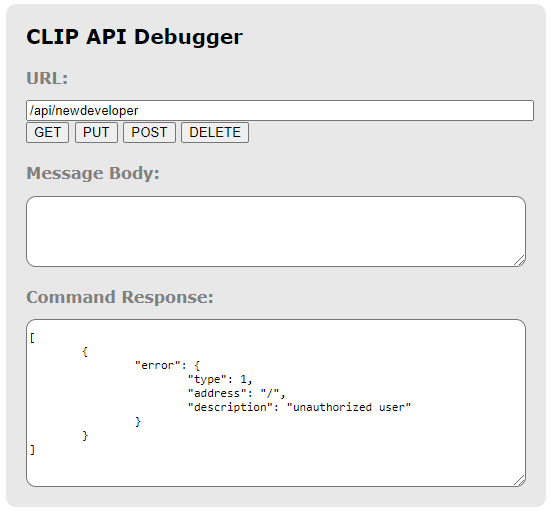 CLIP API Debugger
URL:
/api/newdeveloper
GET PUT POST DELETE
Message Body:
Command Response:
[
	{
		"error": {
			"type": 1,
			"address": "/",
			"description": "unauthorized user"
		}
	}
]